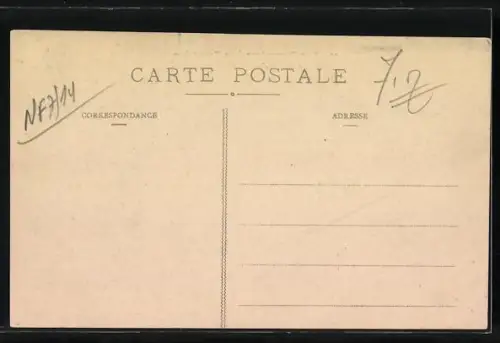 CARTE POSTALE
7,2
NF7/14
CORRESPONDANCE
ADRESSE